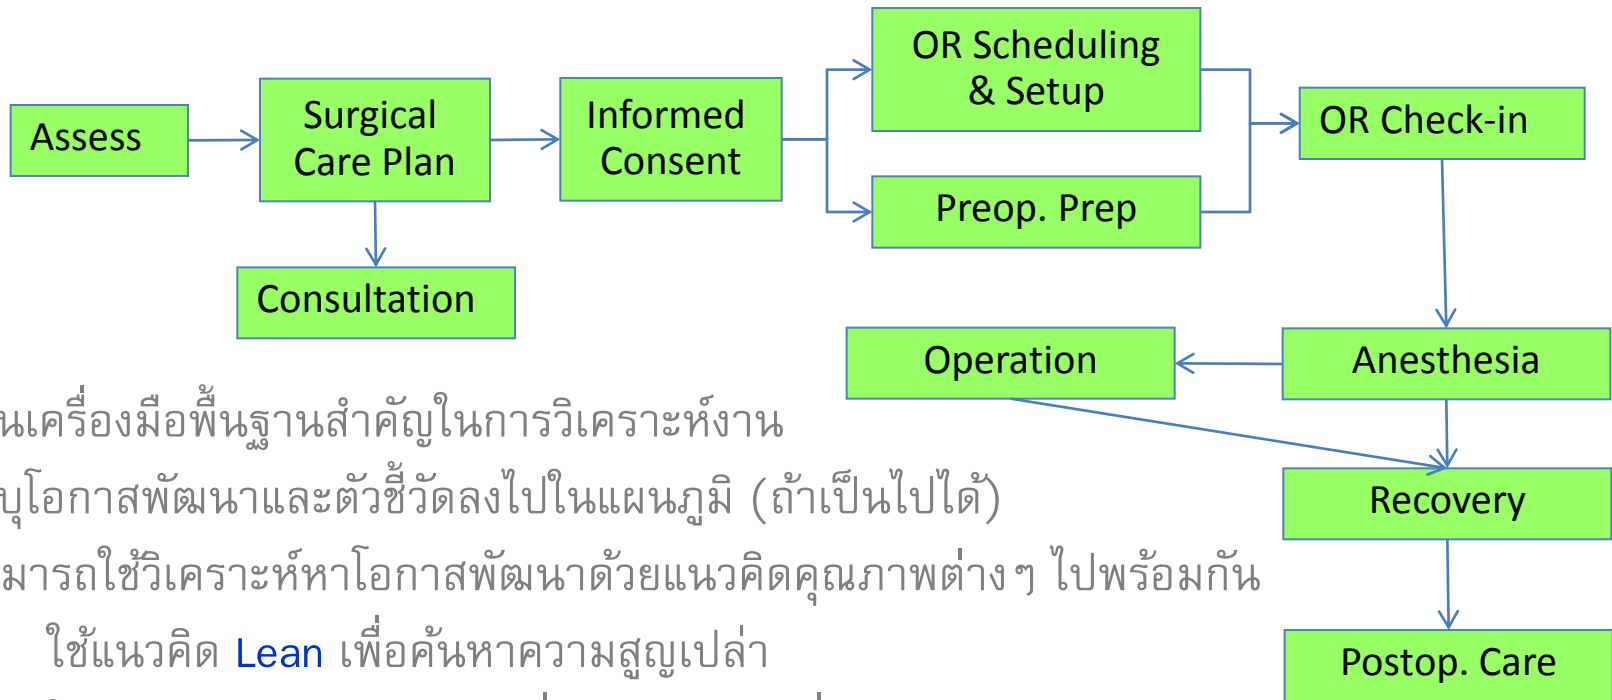 Assess
Surgical
Care Plan
Informed
Consent
OR Scheduling
& Setup
Preop. Prep
OR Check-in
Consultation
Operation
Anesthesia
Recovery
Postop. Care
นเครื่องมือพื้นฐานสำคัญในการวิเคราะห์งาน
บุโอกาสพัฒนาและตัวชี้วัดลงไปในแผนภูมิ (ถ้าเป็นไปได้)
มารถใช้วิเคราะห์หาโอกาสพัฒนาด้วยแนวคิดคุณภาพต่างๆ ไปพร้อมกัน
ใช้แนวคิด Lean เพื่อค้นหาความสูญเปล่า